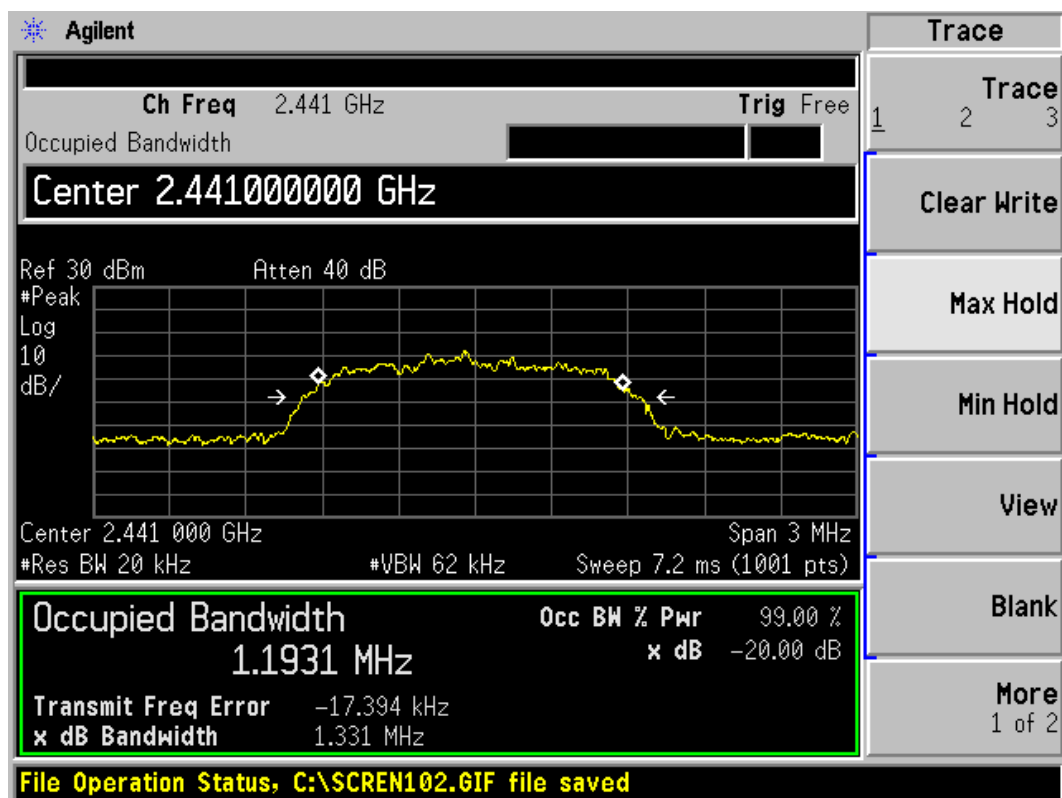 Agilent
Trace
Ch Freq 2.441 GHz Trig Free
Occupied Bandwidth
Center 2.441000000 GHz
Ref 30 dBm Atten 40 dB
#Peak
Log
10
dB/
Center 2.441 000 GHz Span 3 MHz
#Res BW 20 kHz #VBW 62 kHz Sweep 7.2 ms (1001 pts)
Occupied Bandwidth Occ BW % Pwr 99.00 %
1.1931 MHz x dB -20.00 dB
Transmit Freq Error -17.394 kHz
x dB Bandwidth 1.331 MHz
File Operation Status, C:\SCREN102.GIF file saved
Trace
1 2 3
Clear Write
Max Hold
Min Hold
View
Blank
More
1 of 2